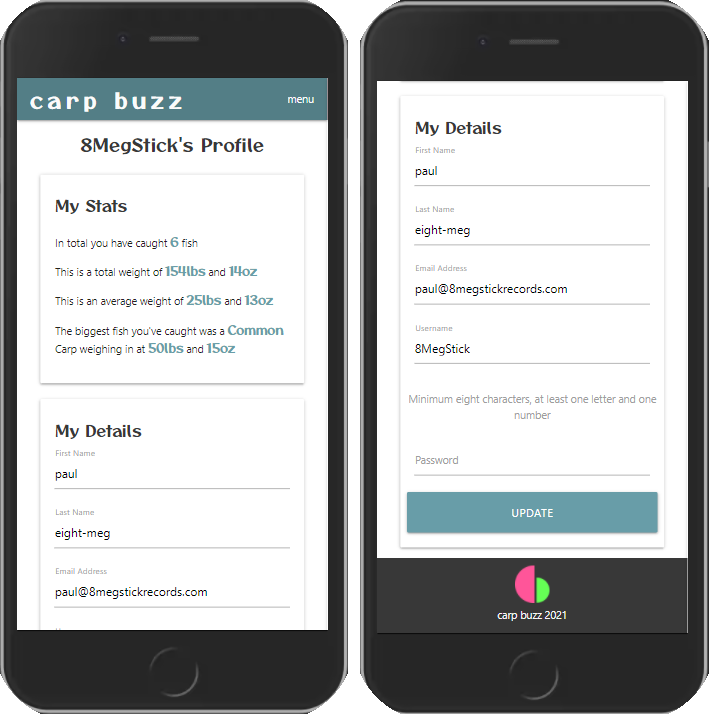 carp buzz
menu
8MegStick's Profile
My Stats
In total you have caught 6 fish
This is a total weight of 154lbs and 14oz
This is an average weight of 25lbs and 13oz
The biggest fish you've caught was a Common
Carp weighing in at 50lbs and 15oz
My Details
First Name
paul
Last Name
eight-meg
Email Address
paul@8megstickrecords.com
My Details
First Name
paul
Last Name
eight-meg
Email Address
paul@8megstickrecords.com
Username
8MegStick
Minimum eight characters, at least one letter and one
number
Password
UPDATE
carp buzz 2021